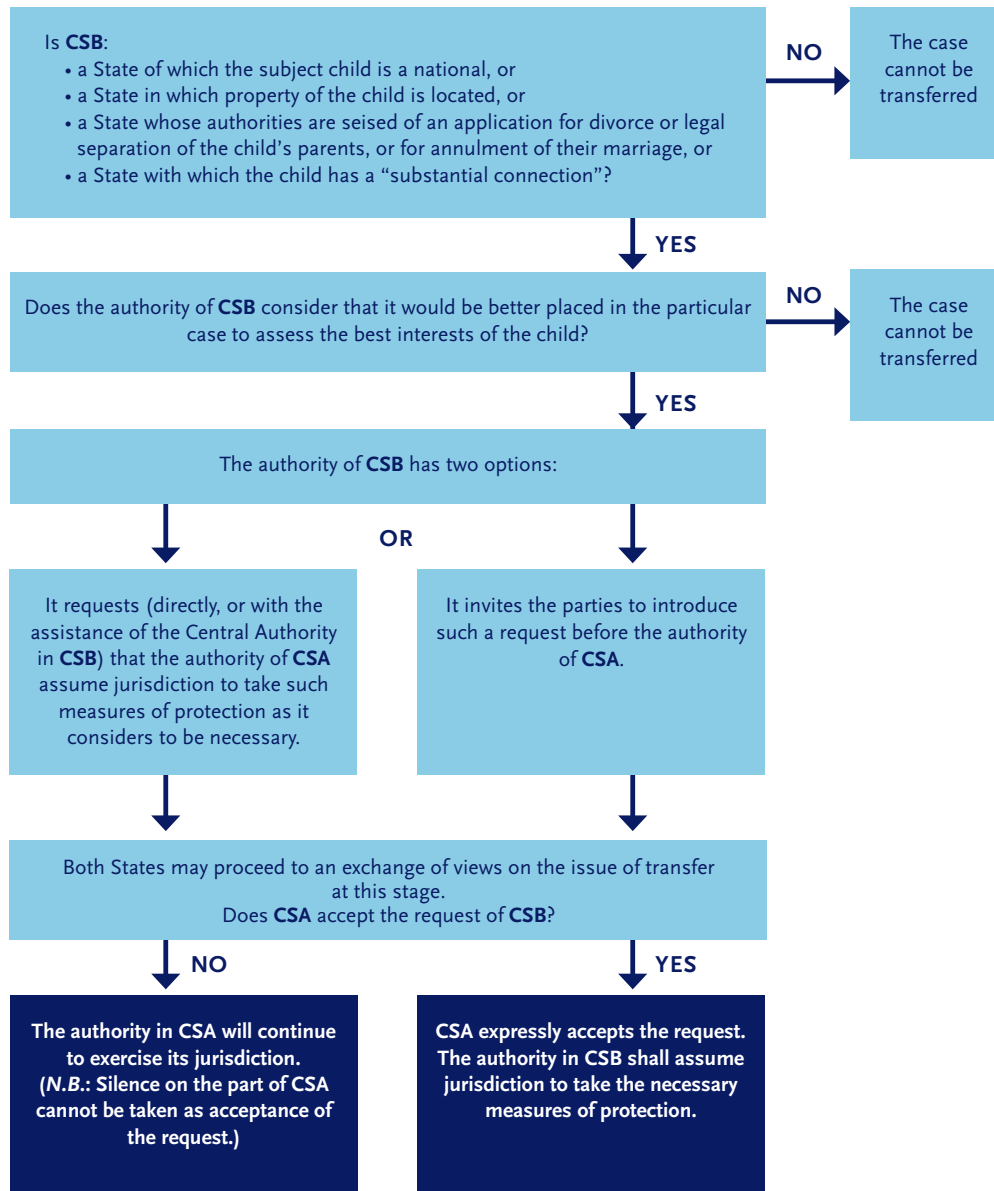 Is CSB:
• a State of which the subject child is a national, or
• a State in which property of the child is located, or
• a State whose authorities are seised of an application for divorce or legal
separation of the child's parents, or for annulment of their marriage, or
• a State with which the child has a “substantial connection”?
NO
The case
cannot be
transferred
YES
Does the authority of CSB consider that it would be better placed in the particular
case to assess the best interests of the child?
NO
The case
cannot be
transferred
YES
The authority of CSB has two options:
OR
It requests (directly, or with the
assistance of the Central Authority
in CSB) that the authority of CSA
assume jurisdiction to take such
measures of protection as it
considers to be necessary.
It invites the parties to introduce
such a request before the authority
of CSA.
Both States may proceed to an exchange of views on the issue of transfer
at this stage.
Does CSA accept the request of CSB?
NO
YES
The authority in CSA will continue
to exercise its jurisdiction.
(N.B.: Silence on the part of CSA
cannot be taken as acceptance of
the request.)
CSA expressly accepts the request.
The authority in CSB shall assume
jurisdiction to take the necessary
measures of protection.